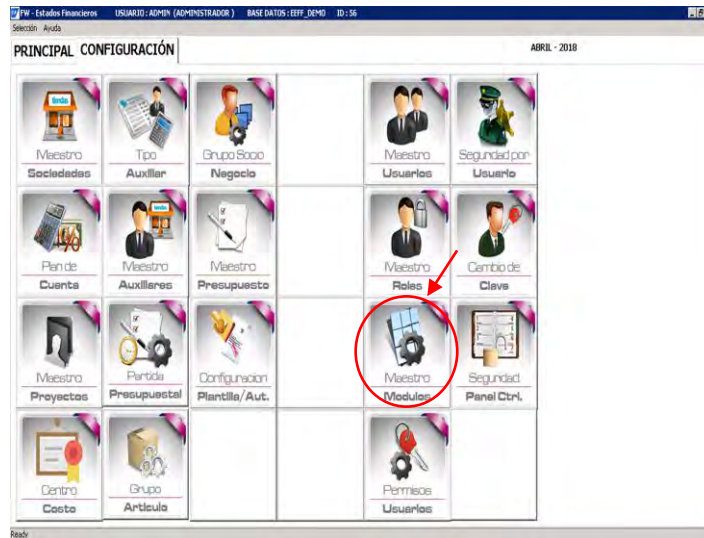 FW - Estados Financieros USUARIO : ADMIN (ADMINISTRADOR ) BASE DATOS : EEFF_DEMO ID : 56
Selección Ayuda
PRINCIPAL CONFIGURACIÓN
ABRIL - 2018
Tiendas
Maestro
Sociedades
Tipo
Auxiliar
Grupo Socio
Negocio
Maestro
Usuarios
Seguridad por
Usuario
Plan de
Cuenta
Maestro
Auxiliares
Maestro
Presupuesto
Maestro
Roles
Cambio de
Clave
Maestro
Proyectos
Partida
Presupuestal
Configuracion
Plantilla/Aut.
Maestro
Modulos
Seguridad
Panel Ctrl.
Centro
Costo
Grupo
Articulo
Permisos
Usuarios
Ready